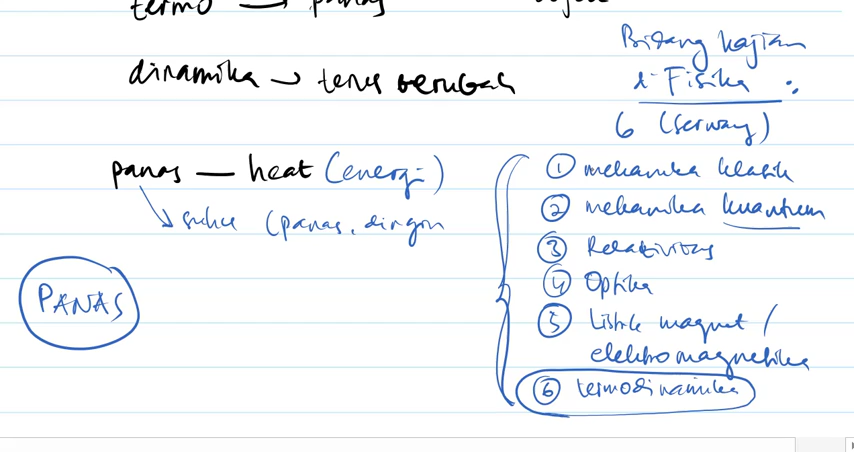 termo → panas
dinamika → terus berubah
panas — heat (energi)
↘ suhu (panas, dingin
PANAS
Bidang kajian
di Fisika :
6 (Serway)
① mekanika klasik
② mekanika kuantum
③ Relativitas
④ Optika
⑤ Listrik magnet /
elektromagnetika
⑥ termodinamika